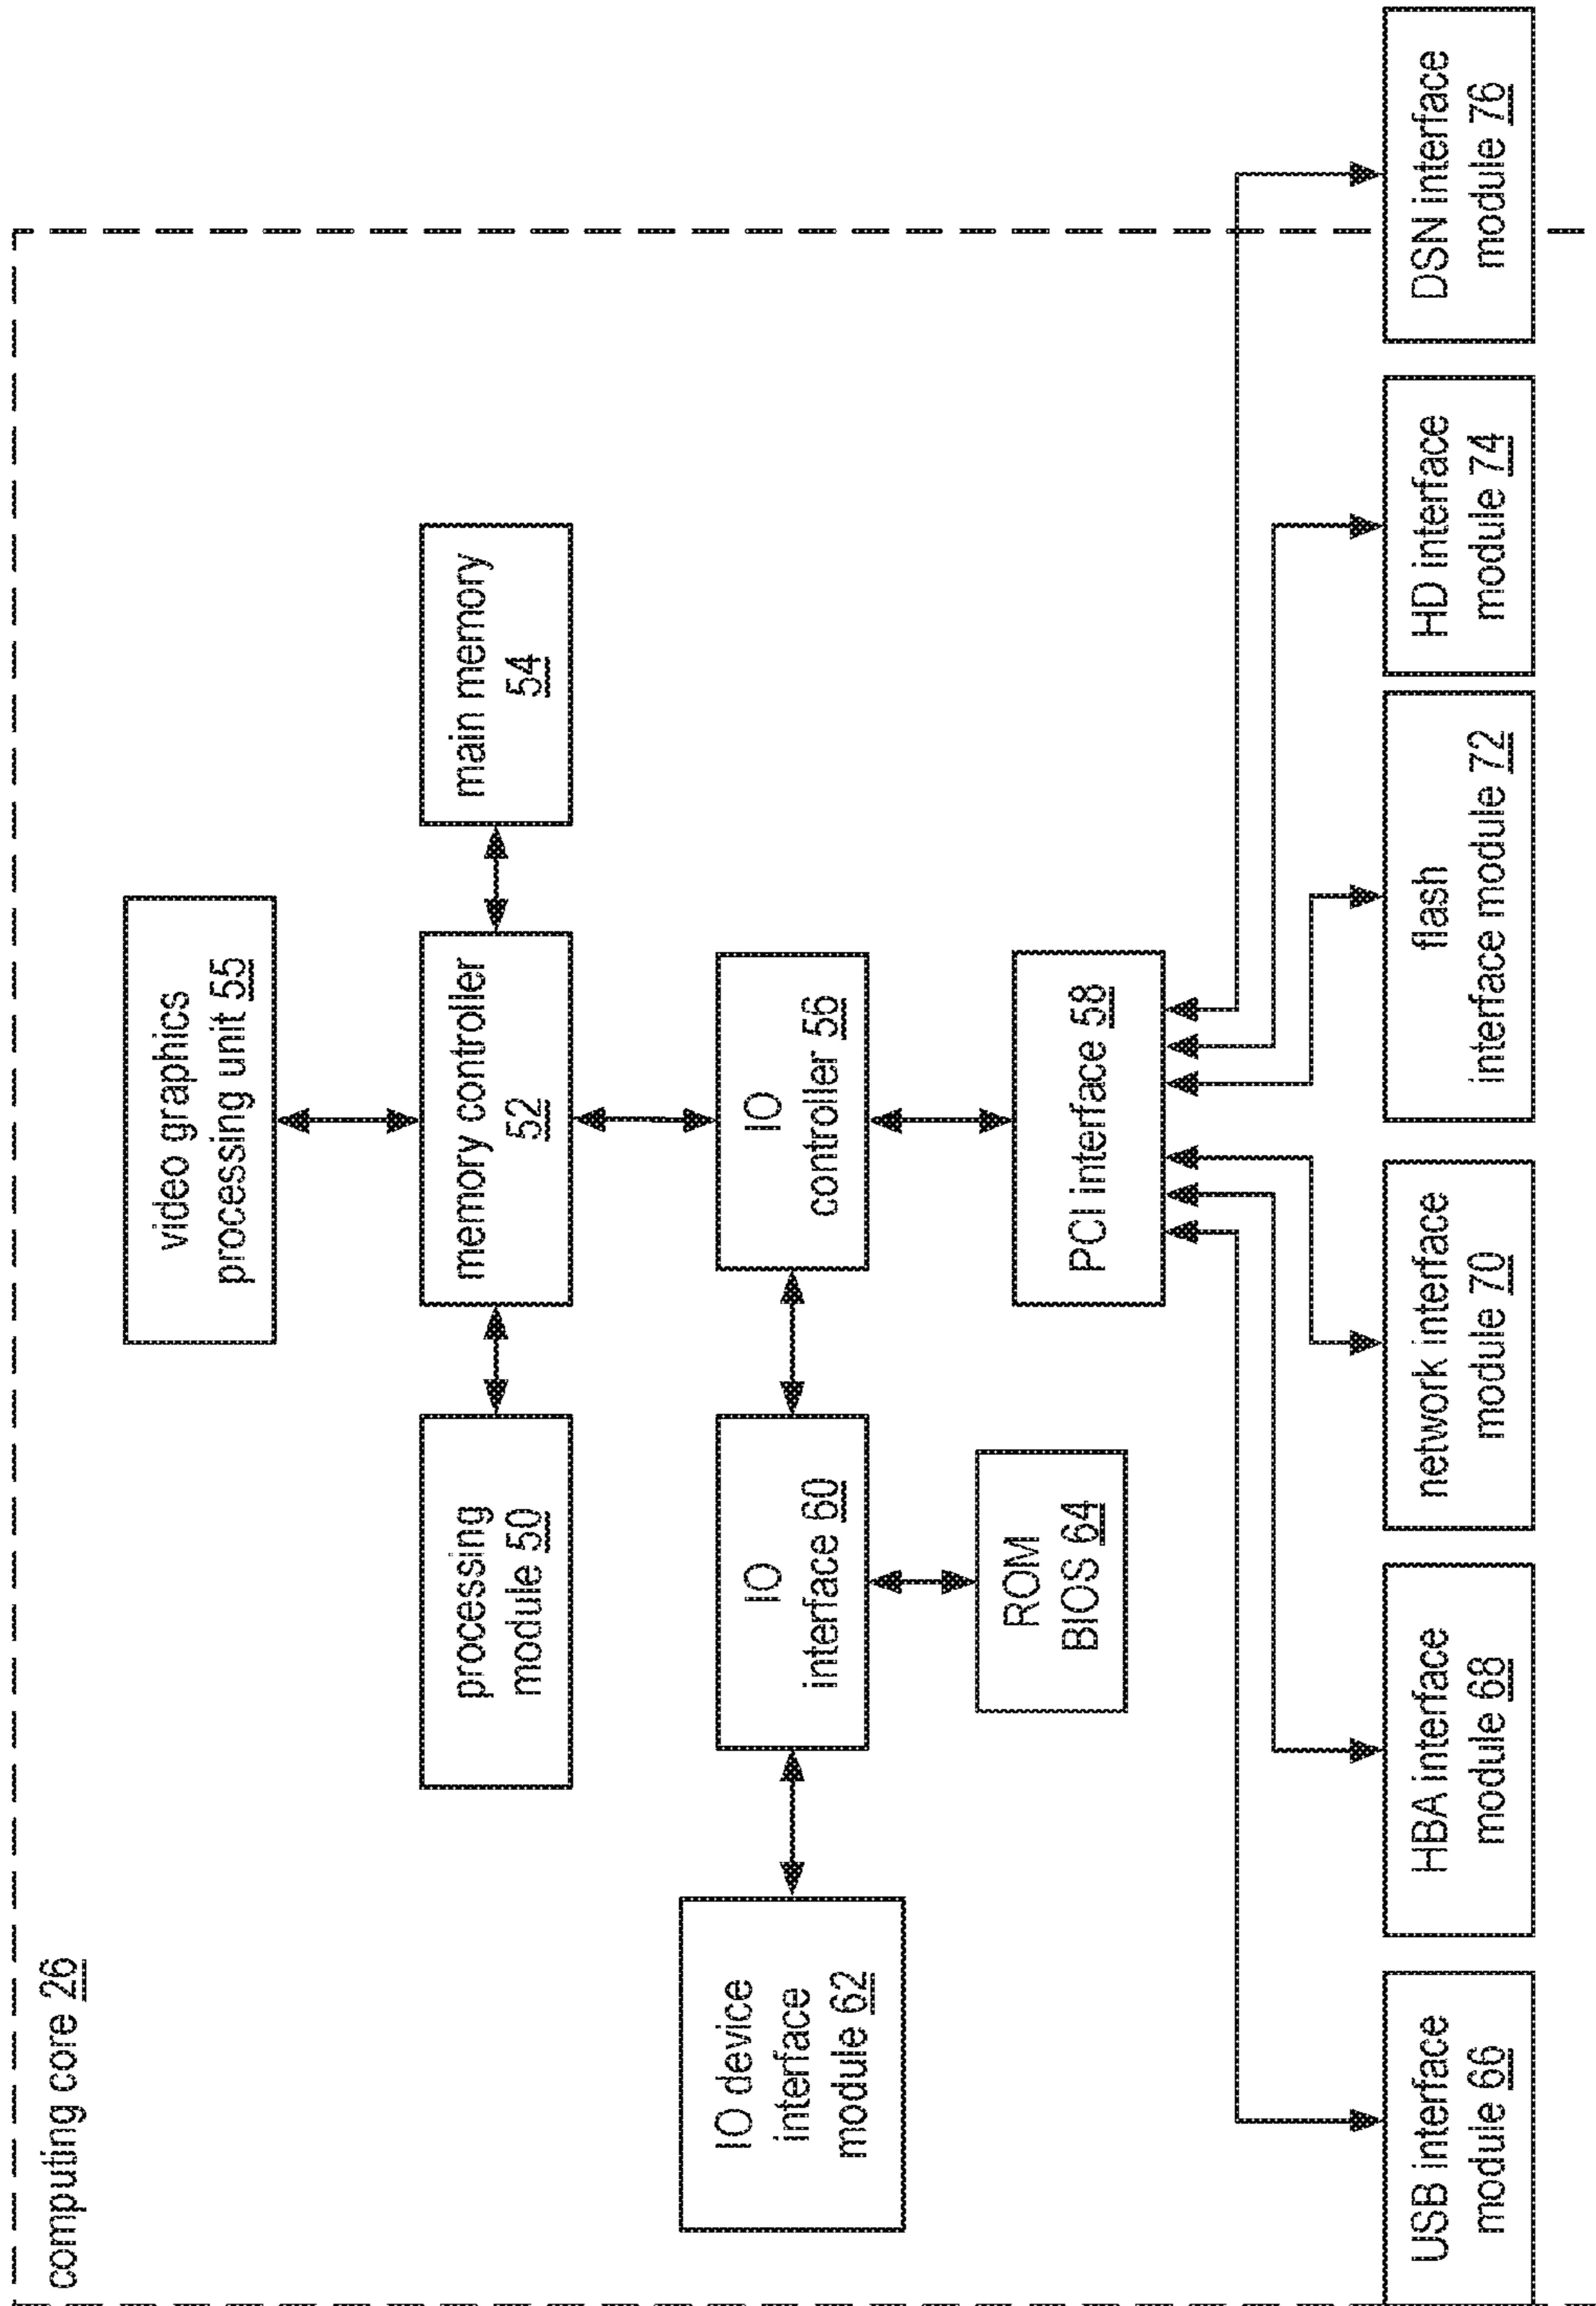 computing core 26
video graphics
processing unit 55
processing
module 50
memory controller
52
main memory
54
IO device
interface
module 62
IO
interface 60
IO
controller 56
ROM
BIOS 64
PCI interface 58
USB interface
module 66
HBA interface
module 68
network interface
module 70
flash
interface module 72
HD interface
module 74
DSN interface
module 76